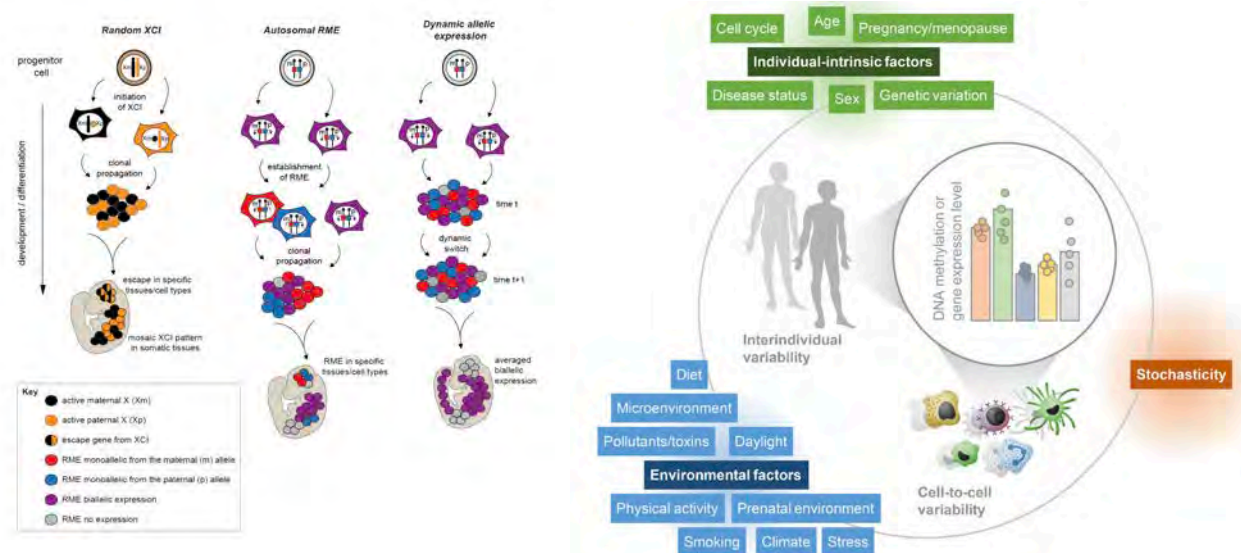 Random XCI
Autosomal RME
Dynamic allelic
expression
progenitor
cell
development / differentiation
initiation
of XCI
clonal
propagation
escape in specific
tissues/cell types
mosaic XCI pattern
in somatic tissues
establishment
of RME
clonal
propagation
RME in specific
tissues/cell types
time t
dynamic
switch
time t+1
averaged
biallelic
expression
Key
active maternal X (Xm)
active paternal X (Xp)
escape gene from XCI
RME monoallelic from the maternal (m) allele
RME monoallelic from the paternal (p) allele
RME biallelic expression
RME no expression
Cell cycle
Age
Pregnancy/menopause
Individual-intrinsic factors
Disease status
Sex
Genetic variation
DNA methylation or
gene expression level
Interindividual
variability
Stochasticity
Diet
Microenvironment
Pollutants/toxins
Daylight
Environmental factors
Physical activity
Prenatal environment
Smoking
Climate
Stress
Cell-to-cell
variability